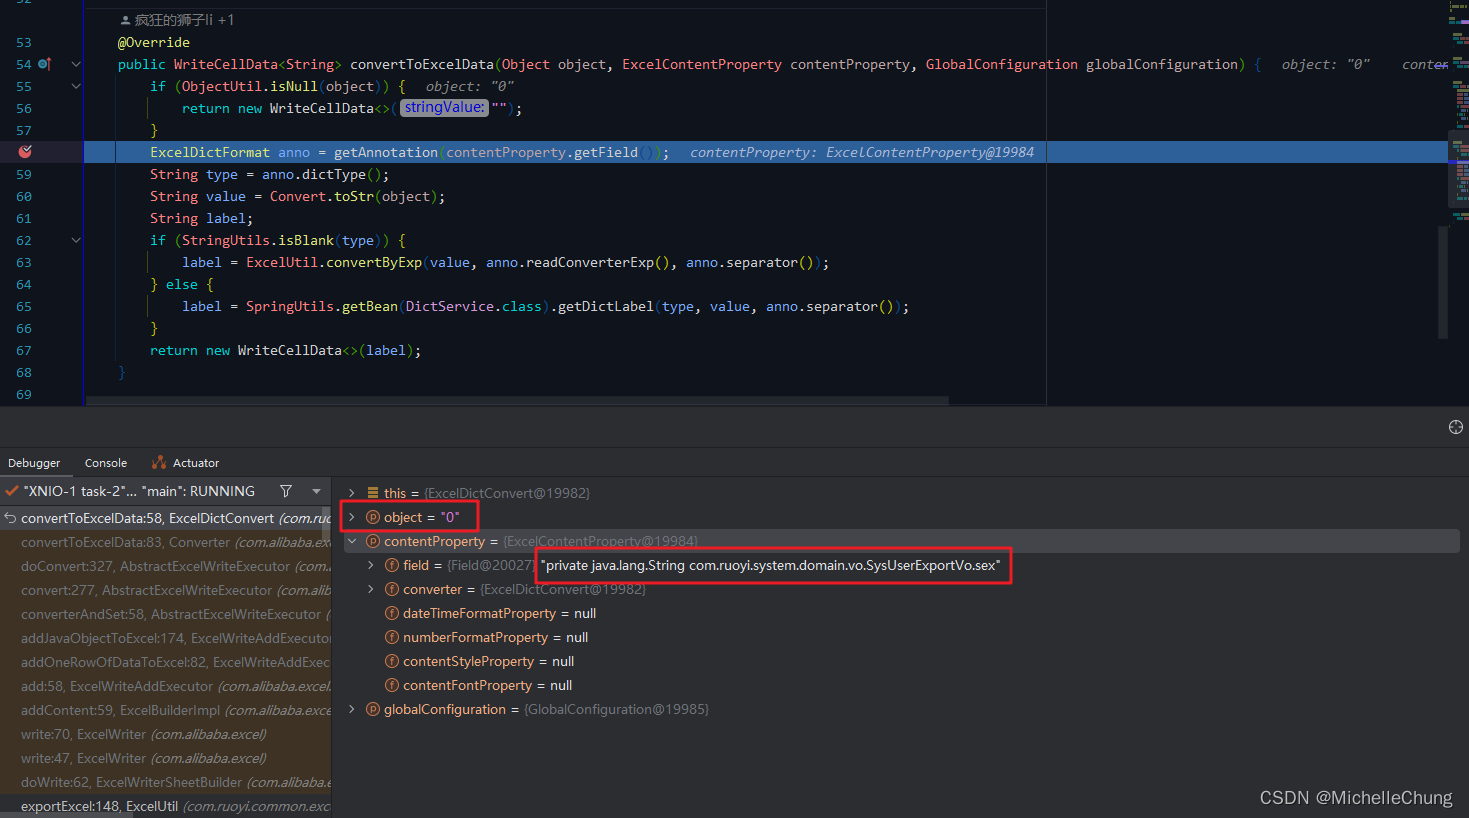 52
疯狂的狮子li +1
53 @Override
54 public WriteCellData<String> convertToExcelData(Object object, ExcelContentProperty contentProperty, GlobalConfiguration globalConfiguration) { object: "0" conten
55 if (ObjectUtil.isNull(object)) { object: "0"
56 return new WriteCellData<>( stringValue: "");
57 }
ExcelDictFormat anno = getAnnotation(contentProperty.getField()); contentProperty: ExcelContentProperty@19984
59 String type = anno.dictType();
60 String value = Convert.toStr(object);
61 String label;
62 if (StringUtils.isBlank(type)) {
63 label = ExcelUtil.convertByExp(value, anno.readConverterExp(), anno.separator());
64 } else {
65 label = SpringUtils.getBean(DictService.class).getDictLabel(type, value, anno.separator());
66 }
67 return new WriteCellData<>(label);
68 }
69
Debugger Console Actuator
"XNIO-1 task-2"... "main": RUNNING
convertToExcelData:58, ExcelDictConvert (com.ruo
convertToExcelData:83, Converter (com.alibaba.exc
doConvert:327, AbstractExcelWriteExecutor
convert:277, AbstractExcelWriteExecutor
converterAndSet:58, AbstractExcelWriteExecutor (
addJavaObjectToExcel:174, ExcelWriteAddExecutor
addOneRowOfDataToExcel:82, ExcelWriteAddExec
add:58, ExcelWriteAddExecutor (com.alibaba.excel.
addContent:59, ExcelBuilderImpl (com.alibaba.exce
write:70, ExcelWriter (com.alibaba.excel)
write:47, ExcelWriter (com.alibaba.excel)
doWrite:62, ExcelWriterSheetBuilder (com.alibaba.
exportExcel:148, ExcelUtil (com.ruoyi.common.exc
this = {ExcelDictConvert@19982}
object = "0"
contentProperty = {ExcelContentProperty@19984}
field = {Field@20027} "private java.lang.String com.ruoyi.system.domain.vo.SysUserExportVo.sex"
converter = {ExcelDictConvert@19982}
dateTimeFormatProperty = null
numberFormatProperty = null
contentStyleProperty = null
contentFontProperty = null
globalConfiguration = {GlobalConfiguration@19985}
CSDN @MichelleChung